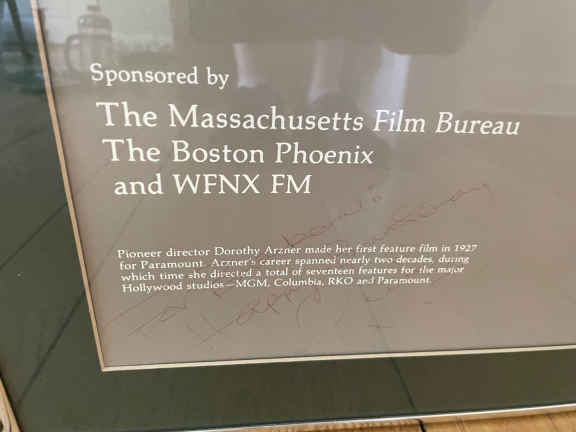 Sponsored by
The Massachusetts Film Bureau
The Boston Phoenix
and WFNX FM
Pioneer director Dorothy Arzner made her first feature film in 1927
for Paramount. Arzner's career spanned nearly two decades, during
which time she directed a total of seventeen features for the major
Hollywood studios—MGM, Columbia, RKO and Paramount.
Happy